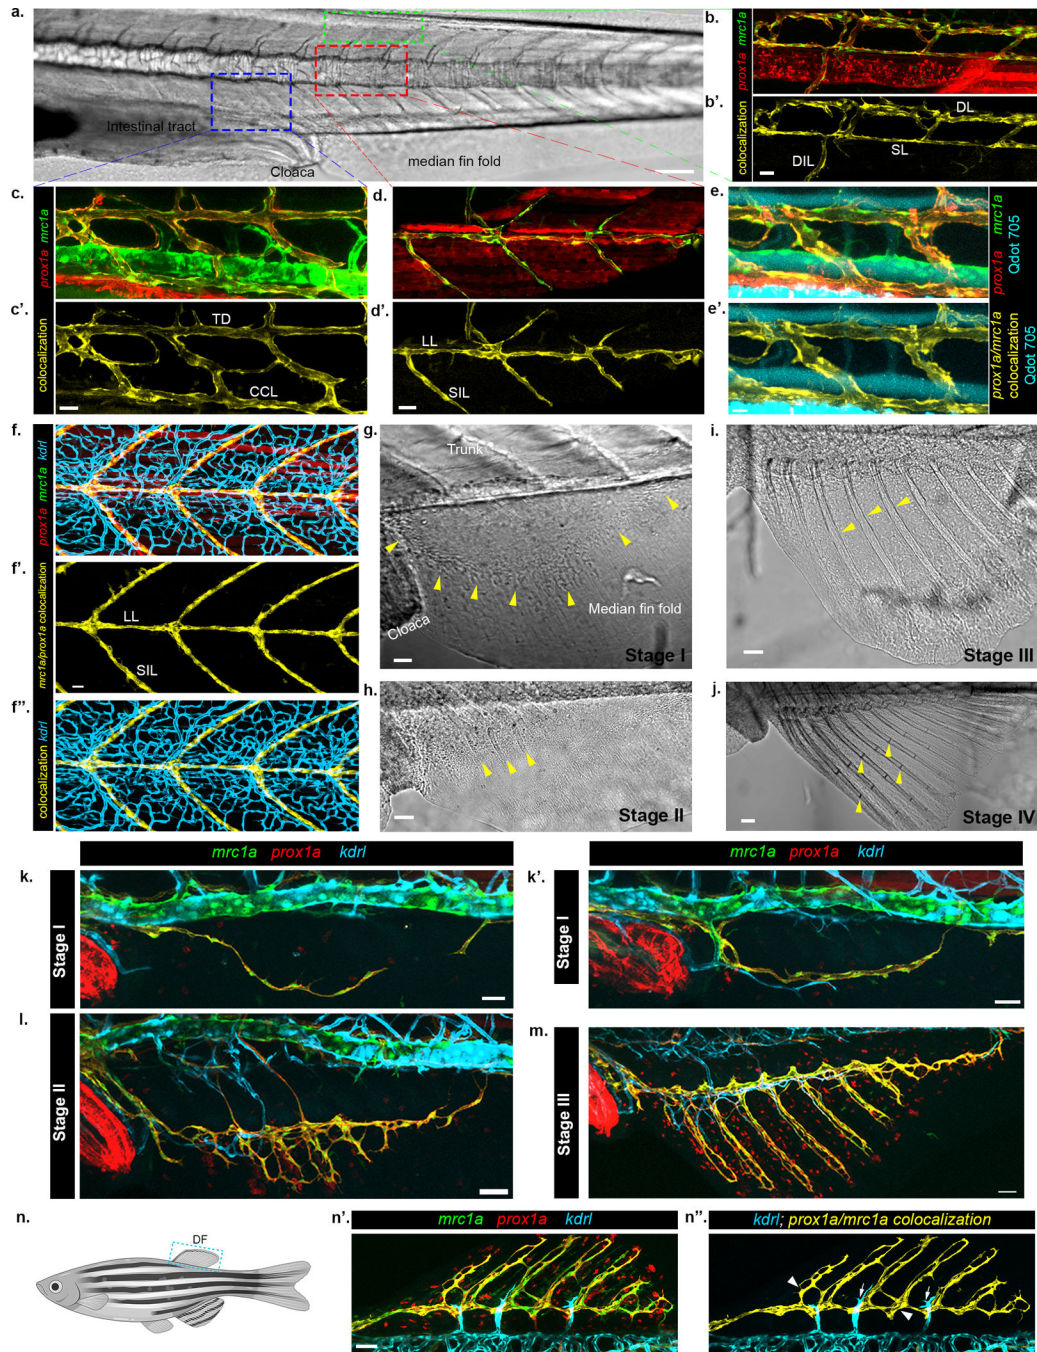 a.
Intestinal tract
Cloaca
median fin fold
b.
prox1a mrc1a
b'.
colocalization
DL
SL
DIL
c.
prox1a mrc1a
c'.
colocalization
TD
CCL
d.
d'.
LL
SIL
e.
prox1a mrc1a
Qdot 705
e'.
prox1a/mrc1a
colocalization
Qdot 705
f.
prox1a mrc1a kdrl
f'.
mrc1a/prox1a colocalization
LL
SIL
f''.
colocalization kdrl
g.
Trunk
Cloaca
Median fin fold
Stage I
h.
Stage II
i.
Stage III
j.
Stage IV
mrc1a prox1a kdrl
k.
Stage I
mrc1a prox1a kdrl
k'.
Stage I
l.
Stage II
m.
Stage III
n.
DF
n'.
mrc1a prox1a kdrl
n''.
kdrl; prox1a/mrc1a colocalization